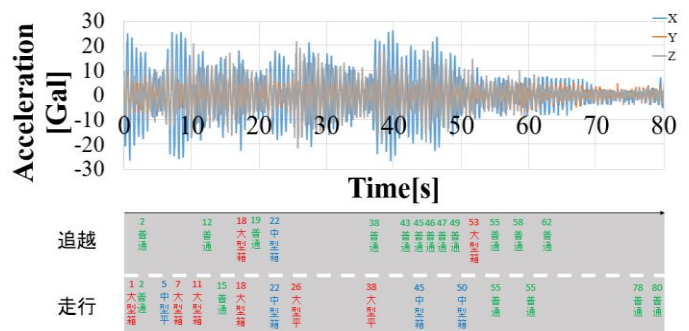 30
20
10
0
-10
-20
-30
Acceleration
[Gal]
X
Y
Z
0 10 20 30 40 50 60 70 80
Time[s]
追越
2 普通
12 普通
18 大型箱
19 普通
22 中型箱
38 普通
43 普通
45 普通
46 普通
47 普通
49 普通
53 大型箱
55 普通
58 普通
62 普通
走行
1 大型箱
2 普通
5 中型平
7 大型箱
11 大型箱
15 普通
18 大型箱
22 中型箱
26 大型平
38 大型平
45 中型箱
50 中型箱
55 普通
55 普通
78 普通
80 普通